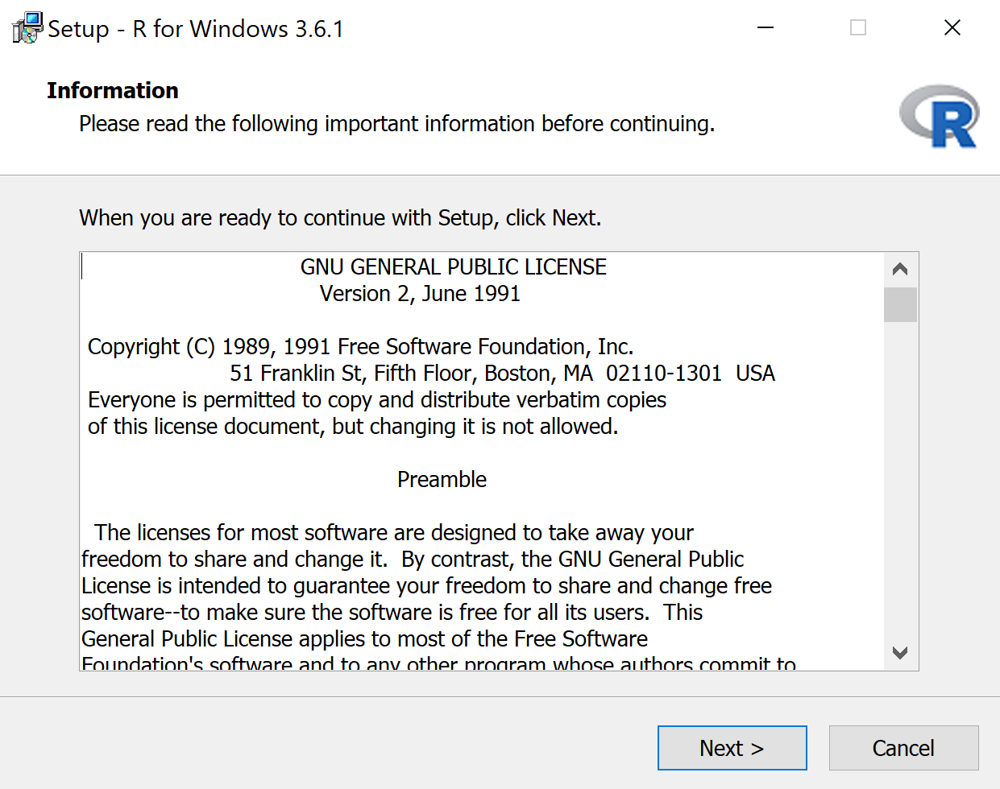 Setup - R for Windows 3.6.1
Information
Please read the following important information before continuing.
R
When you are ready to continue with Setup, click Next.
GNU GENERAL PUBLIC LICENSE
Version 2, June 1991
Copyright (C) 1989, 1991 Free Software Foundation, Inc.
51 Franklin St, Fifth Floor, Boston, MA  02110-1301  USA
Everyone is permitted to copy and distribute verbatim copies
of this license document, but changing it is not allowed.
Preamble
The licenses for most software are designed to take away your
freedom to share and change it.  By contrast, the GNU General Public
License is intended to guarantee your freedom to share and change free
software--to make sure the software is free for all its users.  This
General Public License applies to most of the Free Software
Foundation's software and to any other program whose authors commit to
Next >
Cancel